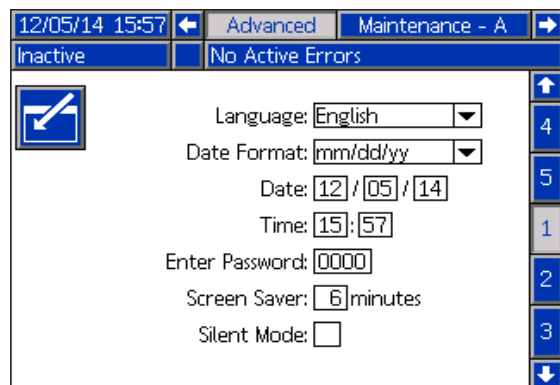 12/05/14 15:57 Advanced Maintenance - A
Inactive No Active Errors
4
Language: English
Date Format: mm/dd/yy
5
Date: 12 / 05 / 14
Time: 15 : 57
1
Enter Password: 0000
2
Screen Saver: 6 minutes
Silent Mode:
3